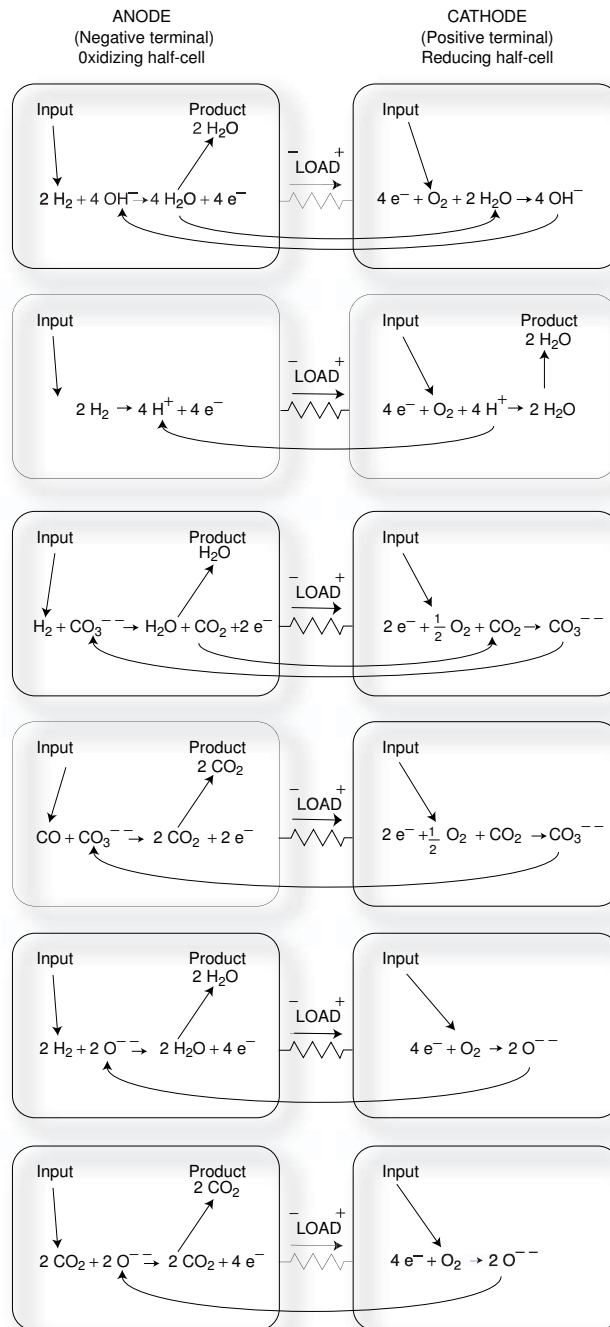 ANODE
(Negative terminal)
0xidizing half-cell
CATHODE
(Positive terminal)
Reducing half-cell
Input
Product
2 H₂O
2 H₂ + 4 OH⁻ → 4 H₂O + 4 e⁻
− +
LOAD
Input
4 e⁻ + O₂ + 2 H₂O → 4 OH⁻
Input
2 H₂ → 4 H⁺ + 4 e⁻
− +
LOAD
Input
Product
2 H₂O
4 e⁻ + O₂ + 4 H⁺ → 2 H₂O
Input
Product
H₂O
H₂ + CO₃⁻⁻ → H₂O + CO₂ +2 e⁻
− +
LOAD
Input
2 e⁻ + 1/2 O₂ + CO₂ → CO₃⁻⁻
Input
Product
2 CO₂
CO + CO₃⁻⁻ → 2 CO₂ + 2 e⁻
− +
LOAD
Input
2 e⁻ + 1/2 O₂ + CO₂ → CO₃⁻⁻
Input
Product
2 H₂O
2 H₂ + 2 O⁻⁻ → 2 H₂O + 4 e⁻
− +
LOAD
Input
4 e⁻ + O₂ → 2 O⁻⁻
Input
Product
2 CO₂
2 CO₂ + 2 O⁻⁻ → 2 CO₂ + 4 e⁻
− +
LOAD
Input
4 e⁻ + O₂ → 2 O⁻⁻